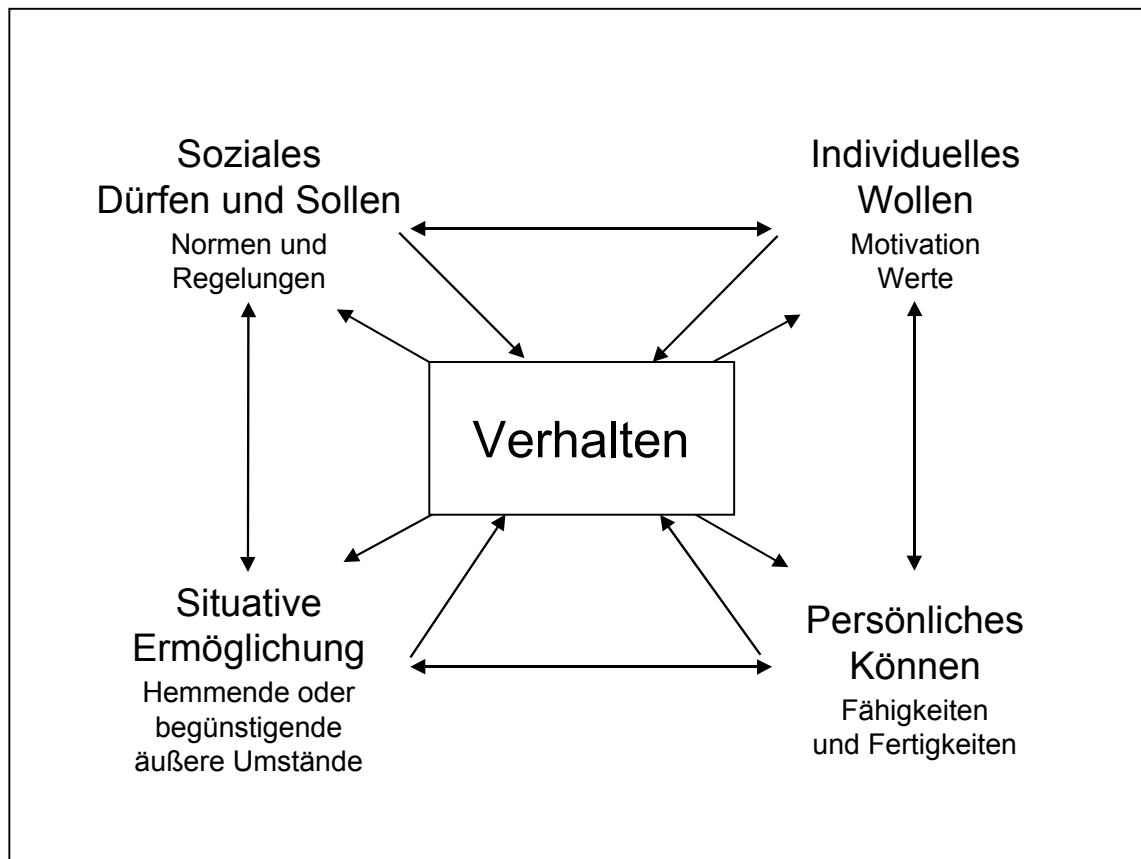 Soziales
Dürfen und Sollen
Normen und
Regelungen
Individuelles
Wollen
Motivation
Werte
Verhalten
Situative
Ermöglichung
Hemmende oder
begünstigende
äußere Umstände
Persönliches
Können
Fähigkeiten
und Fertigkeiten